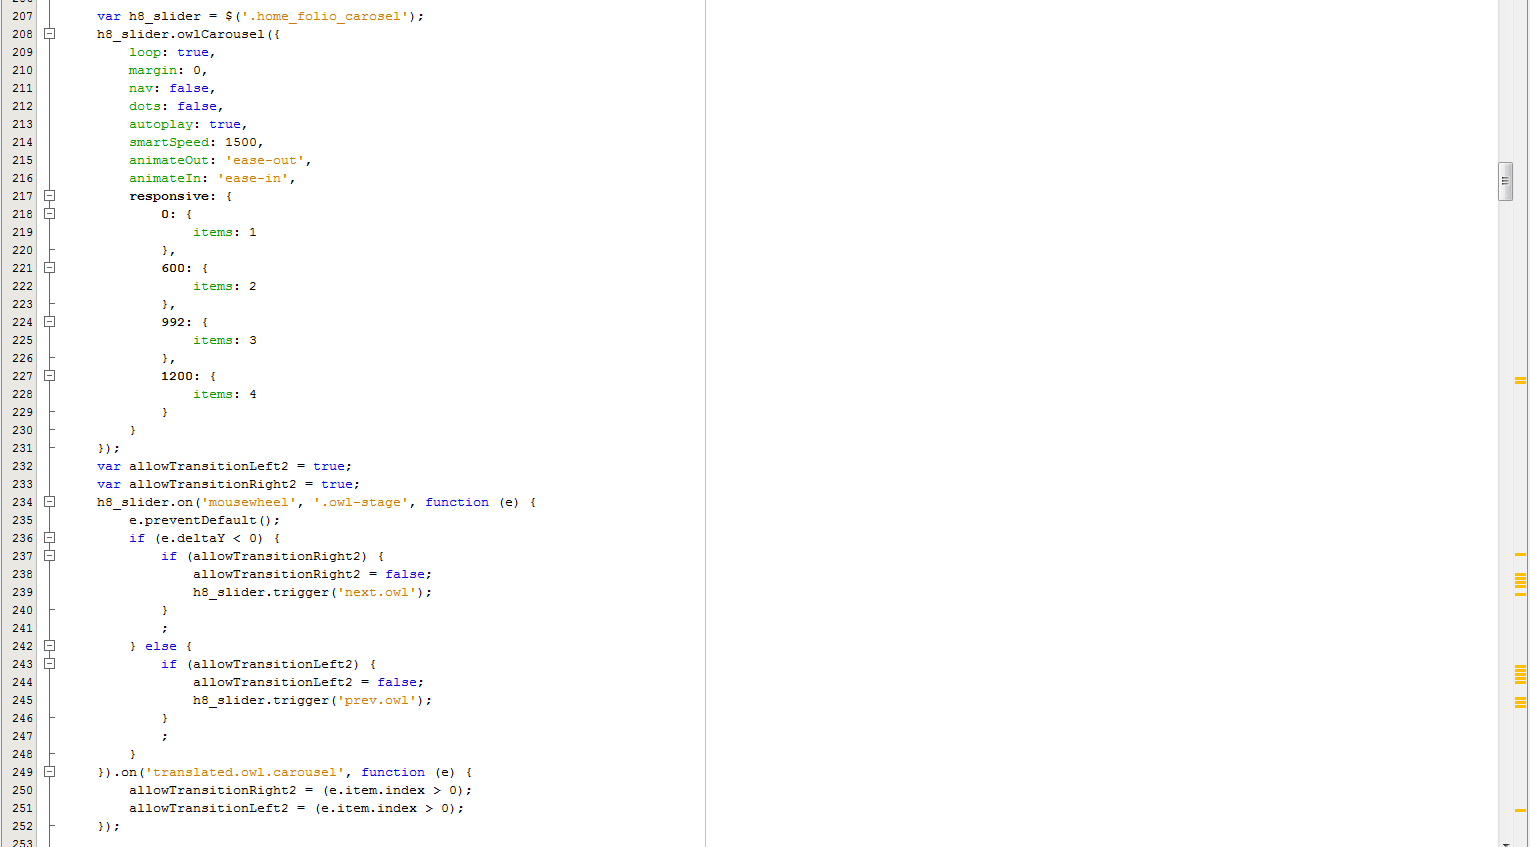 207 var h8_slider = $('.home_folio_carosel');
208 h8_slider.owlCarousel({
209 loop: true,
210 margin: 0,
211 nav: false,
212 dots: false,
213 autoplay: true,
214 smartSpeed: 1500,
215 animateOut: 'ease-out',
216 animateIn: 'ease-in',
217 responsive: {
218 0: {
219 items: 1
220 },
221 600: {
222 items: 2
223 },
224 992: {
225 items: 3
226 },
227 1200: {
228 items: 4
229 }
230 }
231 });
232 var allowTransitionLeft2 = true;
233 var allowTransitionRight2 = true;
234 h8_slider.on('mousewheel', '.owl-stage', function (e) {
235 e.preventDefault();
236 if (e.deltaY < 0) {
237 if (allowTransitionRight2) {
238 allowTransitionRight2 = false;
239 h8_slider.trigger('next.owl');
240 }
241 ;
242 } else {
243 if (allowTransitionLeft2) {
244 allowTransitionLeft2 = false;
245 h8_slider.trigger('prev.owl');
246 }
247 ;
248 }
249 }).on('translated.owl.carousel', function (e) {
250 allowTransitionRight2 = (e.item.index > 0);
251 allowTransitionLeft2 = (e.item.index > 0);
252 });
253